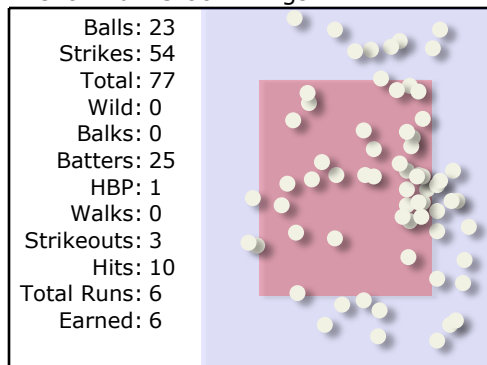 Balls: 23
Strikes: 54
Total: 77
Wild: 0
Balks: 0
Batters: 25
HBP: 1
Walks: 0
Strikeouts: 3
Hits: 10
Total Runs: 6
Earned: 6